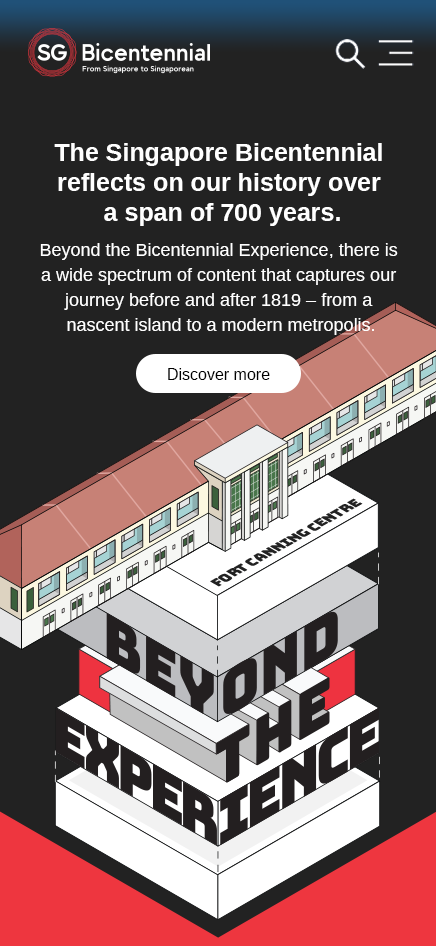 SG Bicentennial
From Singapore to Singaporean
The Singapore Bicentennial
reflects on our history over
a span of 700 years.
Beyond the Bicentennial Experience, there is
a wide spectrum of content that captures our
journey before and after 1819 – from a
nascent island to a modern metropolis.
Discover more
FORT CANNING CENTRE
BEYOND
THE
EXPERIENCE